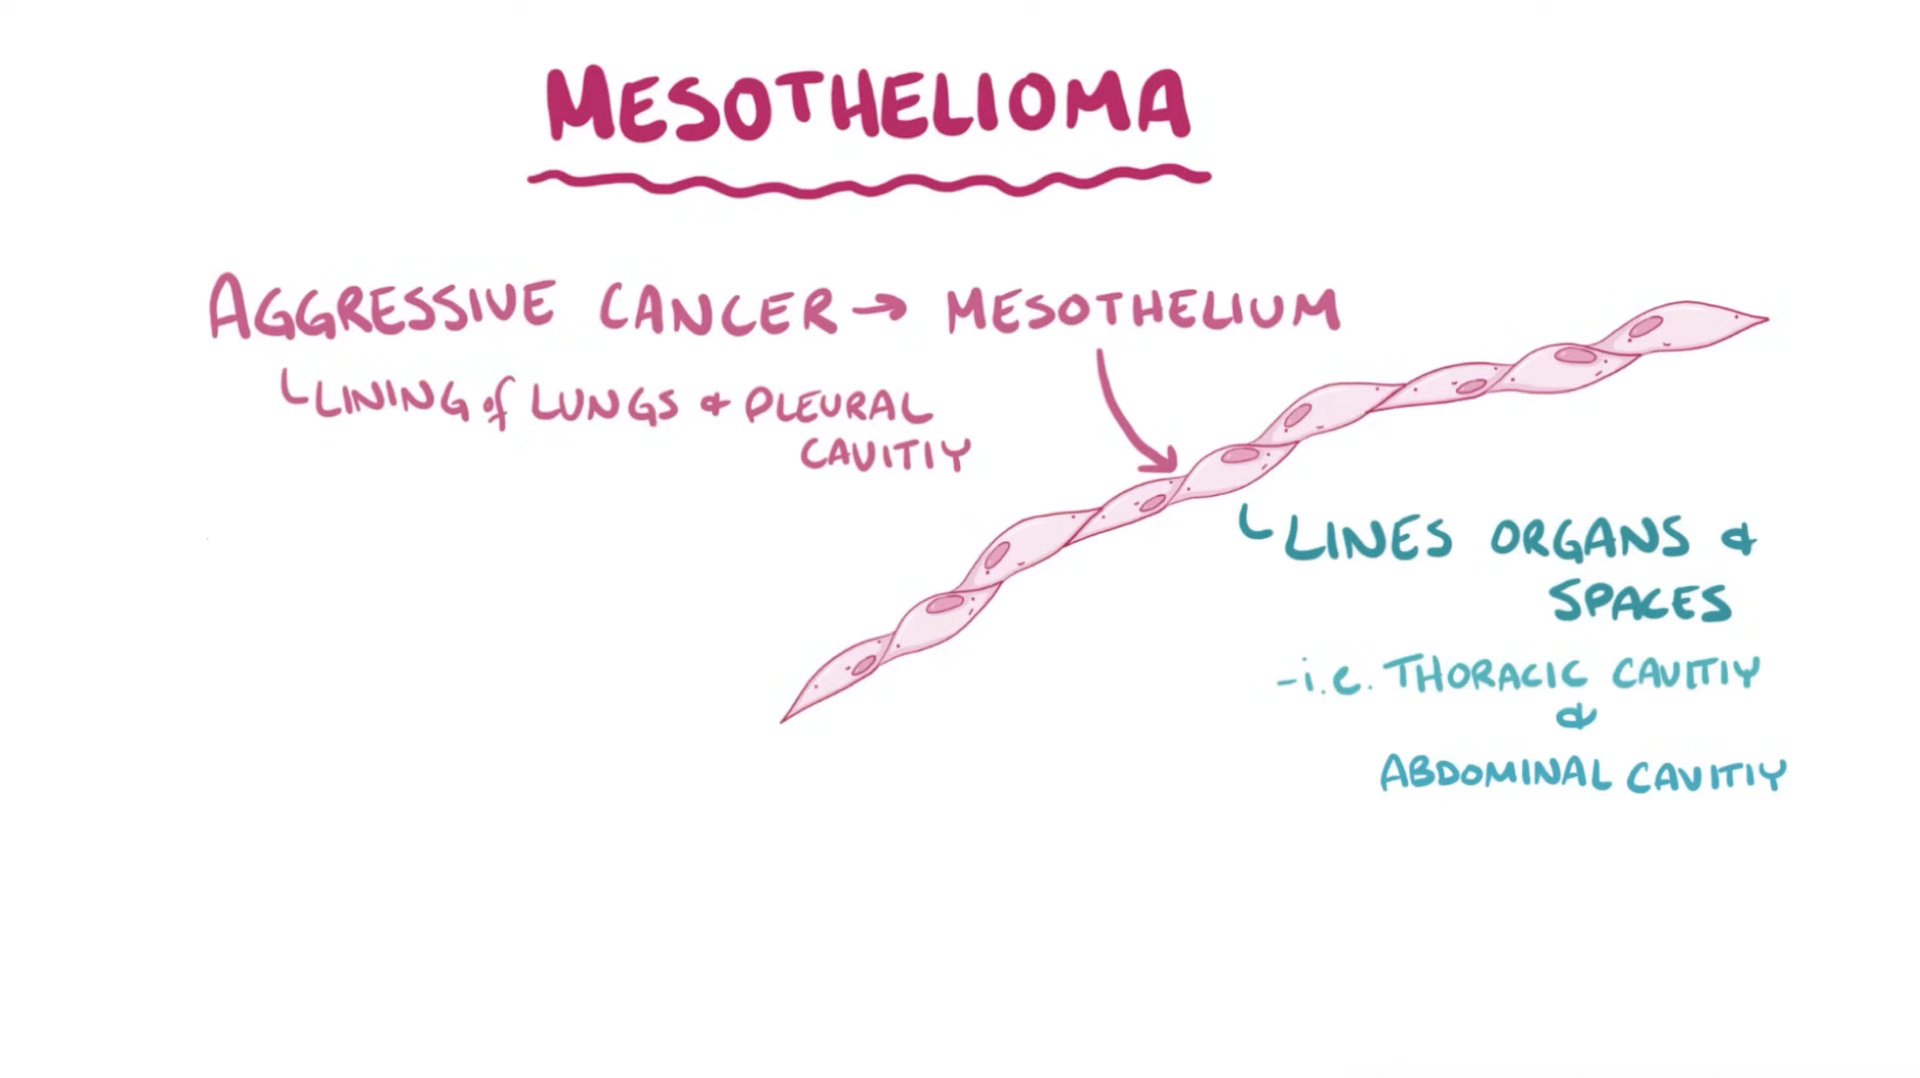 MESOTHELIOMA
AGGRESSIVE CANCER → MESOTHELIUM
LINING of LUNGS & PLEURAL
CAVITIY
LINES ORGANS &
SPACES
- i.e. THORACIC CAVITIY
&
ABDOMINAL CAVITIY